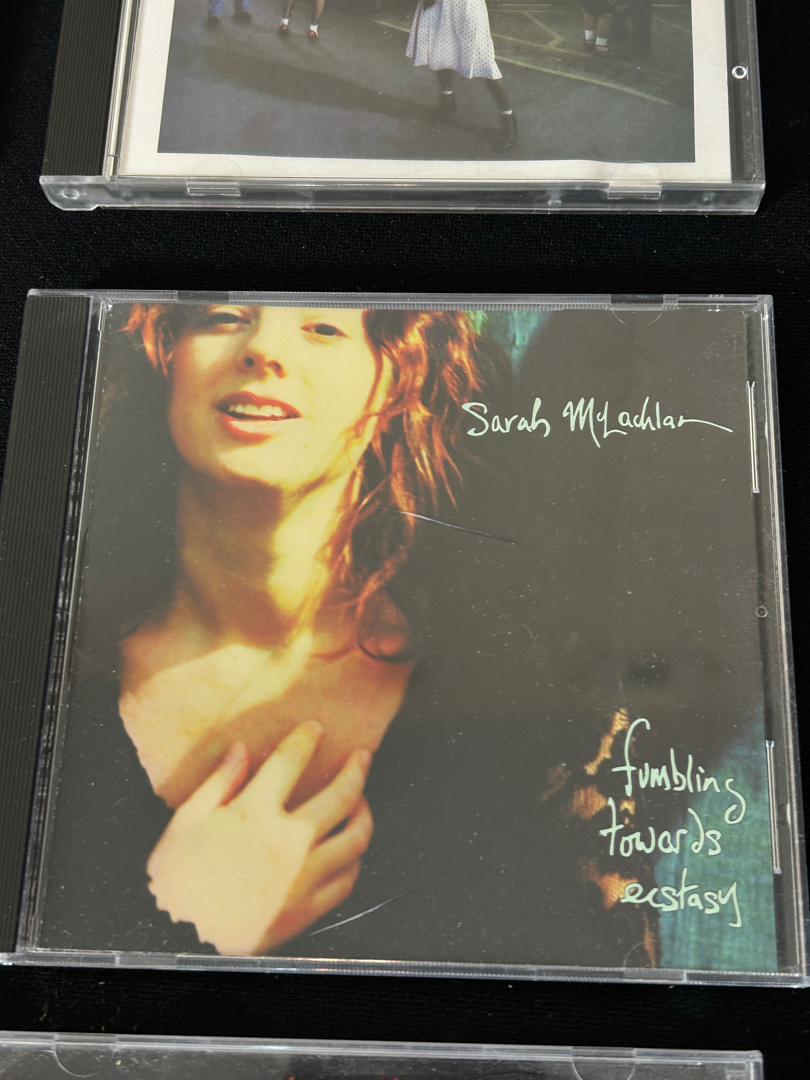 Sarah McLachlan
fumbling
towards
ecstasy